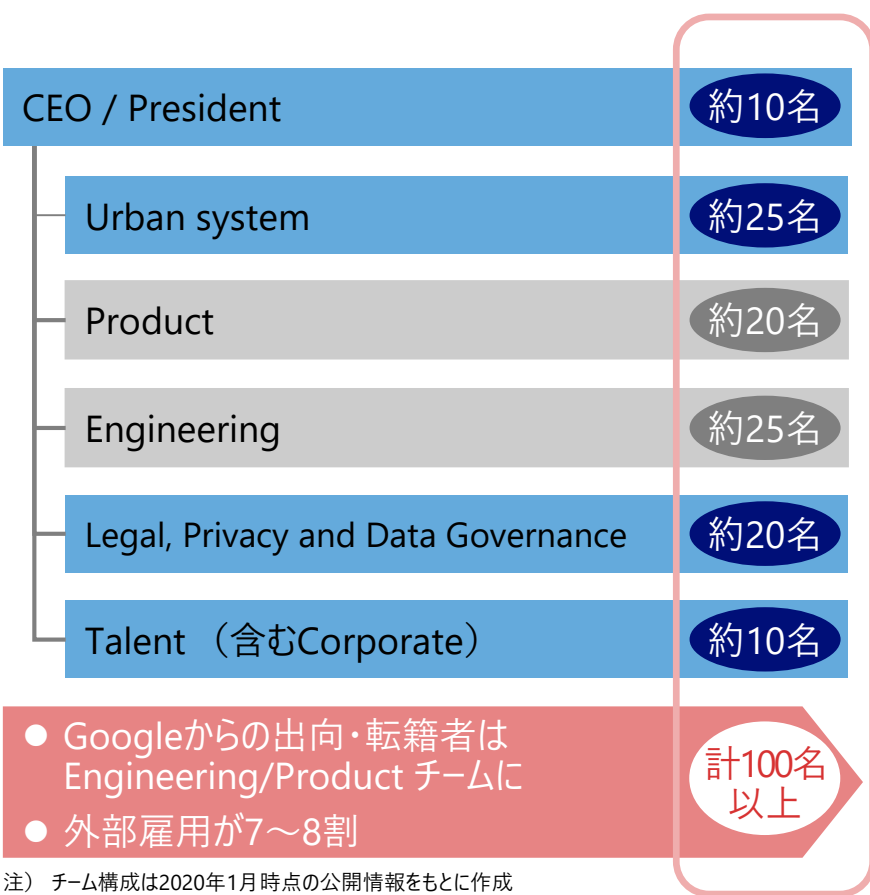 CEO / President 約10名
Urban system 約25名
Product 約20名
Engineering 約25名
Legal, Privacy and Data Governance 約20名
Talent （含むCorporate） 約10名
● Googleからの出向・転籍者は
Engineering/Product チームに
● 外部雇用が7～8割
計100名
以上
注） チーム構成は2020年1月時点の公開情報をもとに作成